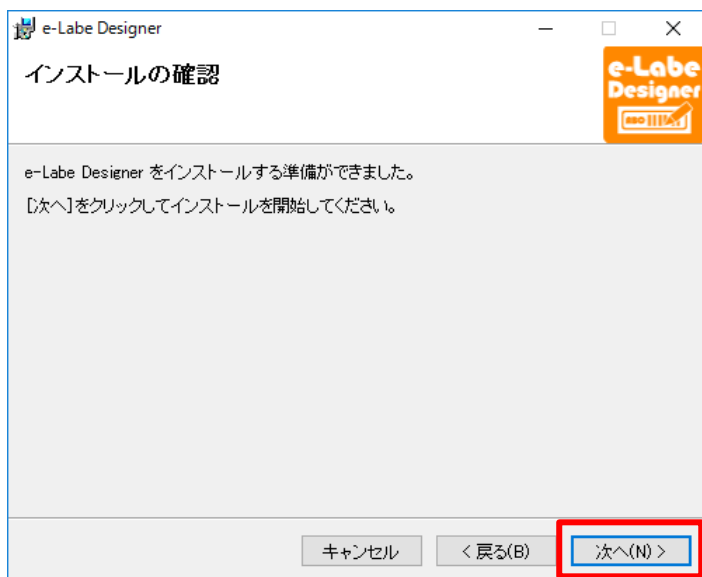 e-Labe Designer
インストールの確認
e-Labe
Designer
ABC
e-Labe Designer をインストールする準備ができました。
[次へ]をクリックしてインストールを開始してください。
キャンセル
< 戻る(B)
次へ(N) >